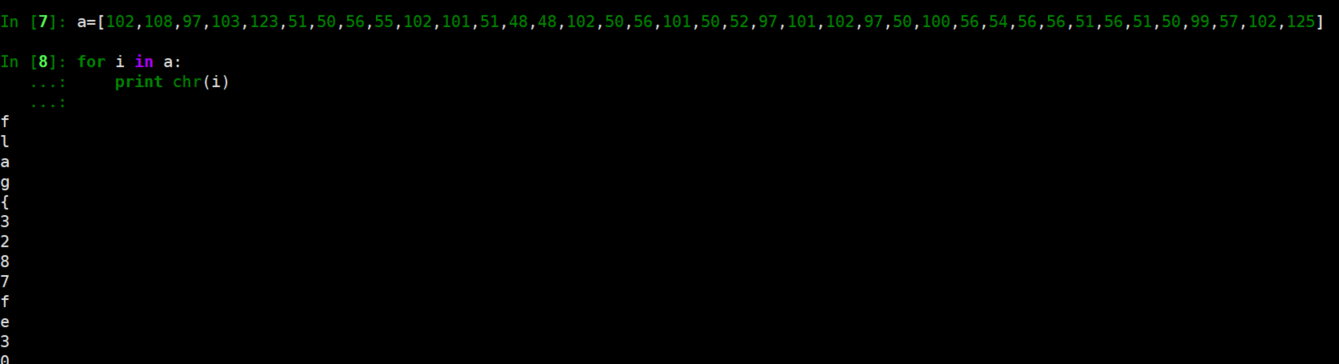 In [7]: a=[102,108,97,103,123,51,50,56,55,102,101,51,48,48,102,50,56,101,50,52,97,101,102,97,50,100,56,54,56,56,51,56,51,50,99,57,102,125]
In [8]: for i in a:
   ...:     print chr(i)
   ...:
f
l
a
g
{
3
2
8
7
f
e
3
0